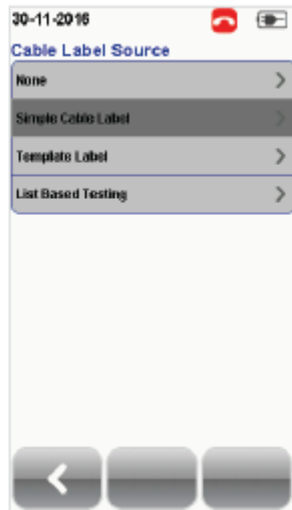 30-11-2016
Cable Label Source
None
Simple Cable Label
Template Label
List Based Testing